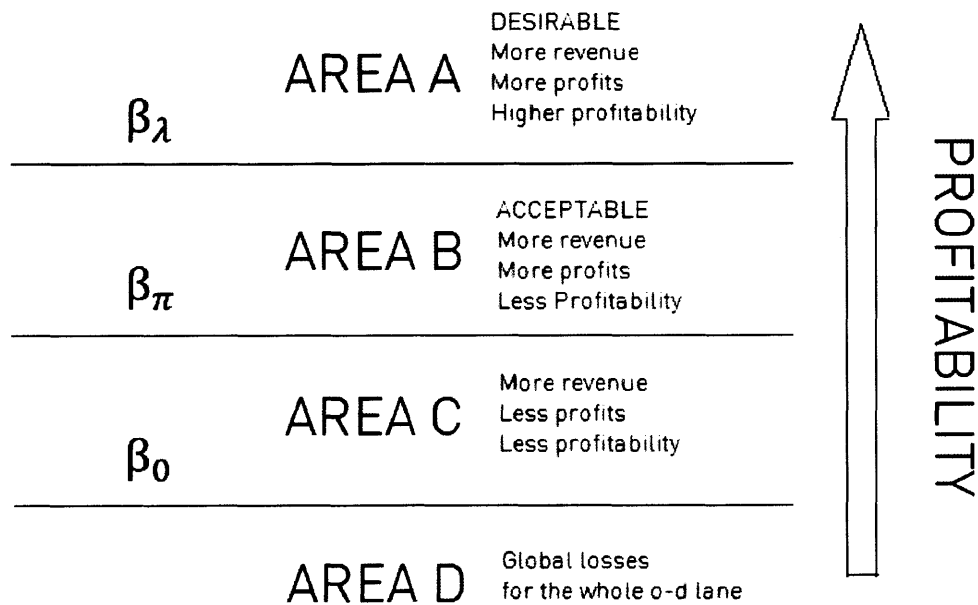 DESIRABLE
More revenue
AREA A
More profits
Higher profitability
β_λ
ACCEPTABLE
More revenue
AREA B
More profits
Less Profitability
β_π
More revenue
AREA C
Less profits
Less profitability
β_0
Global losses
AREA D
for the whole o-d lane
PROFITABILITY